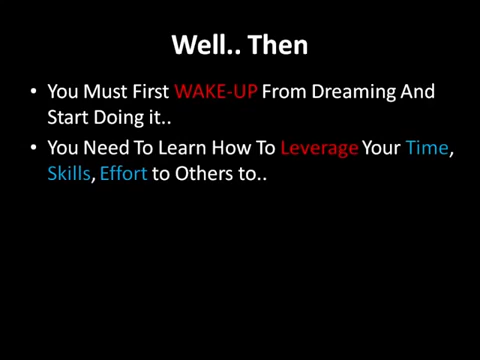 Well.. Then
• You Must First WAKE-UP From Dreaming And
Start Doing it..
• You Need To Learn How To Leverage Your Time,
Skills, Effort to Others to..